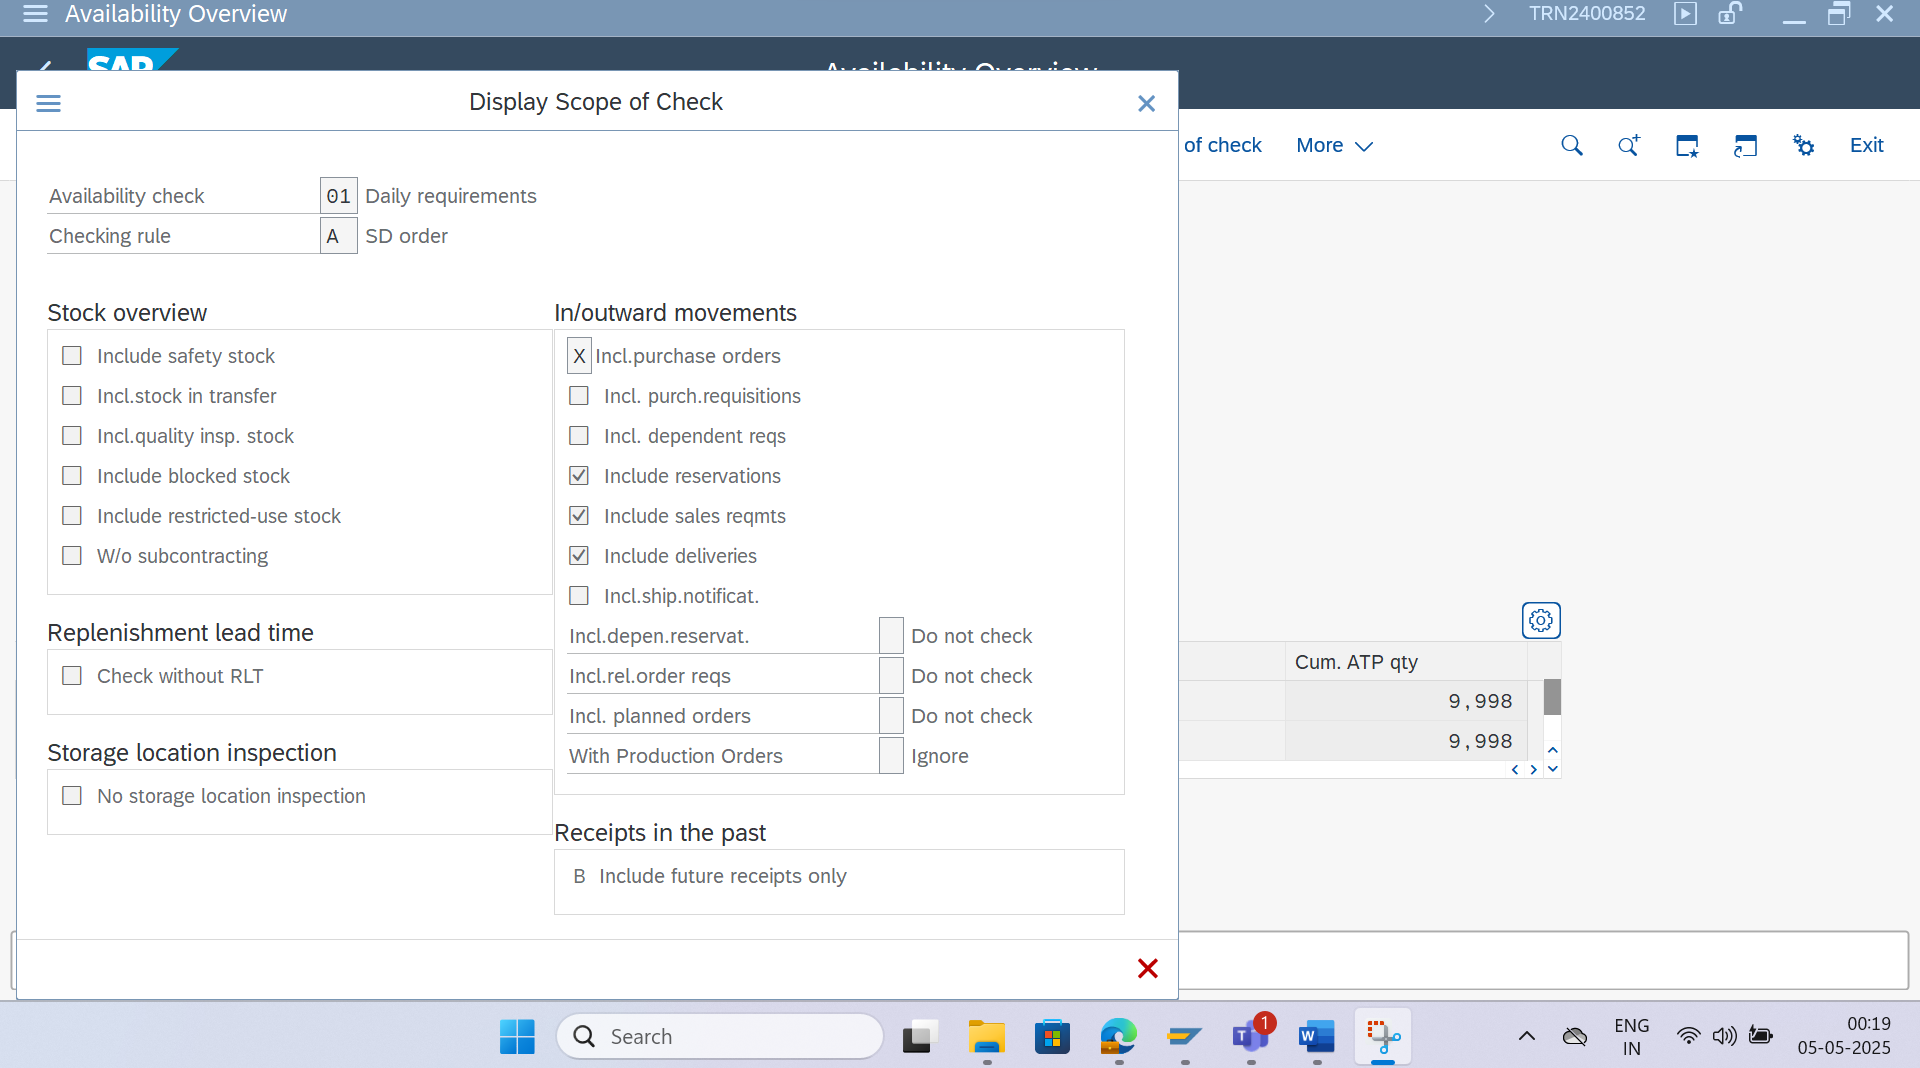 Availability Overview
TRN2400852
SAP
Availability Overview
Display Scope of Check
of check
More
Exit
Availability check 01 Daily requirements
Checking rule A SD order
Stock overview
Include safety stock
Incl.stock in transfer
Incl.quality insp. stock
Include blocked stock
Include restricted-use stock
W/o subcontracting
Replenishment lead time
Check without RLT
Storage location inspection
No storage location inspection
In/outward movements
X Incl.purchase orders
Incl. purch.requisitions
Incl. dependent reqs
Include reservations
Include sales reqmts
Include deliveries
Incl.ship.notificat.
Incl.depen.reservat. Do not check
Incl.rel.order reqs Do not check
Incl. planned orders Do not check
With Production Orders Ignore
Receipts in the past
B Include future receipts only
Cum. ATP qty
9,998
9,998
Search
T
1
W
ENG
IN
00:19
05-05-2025